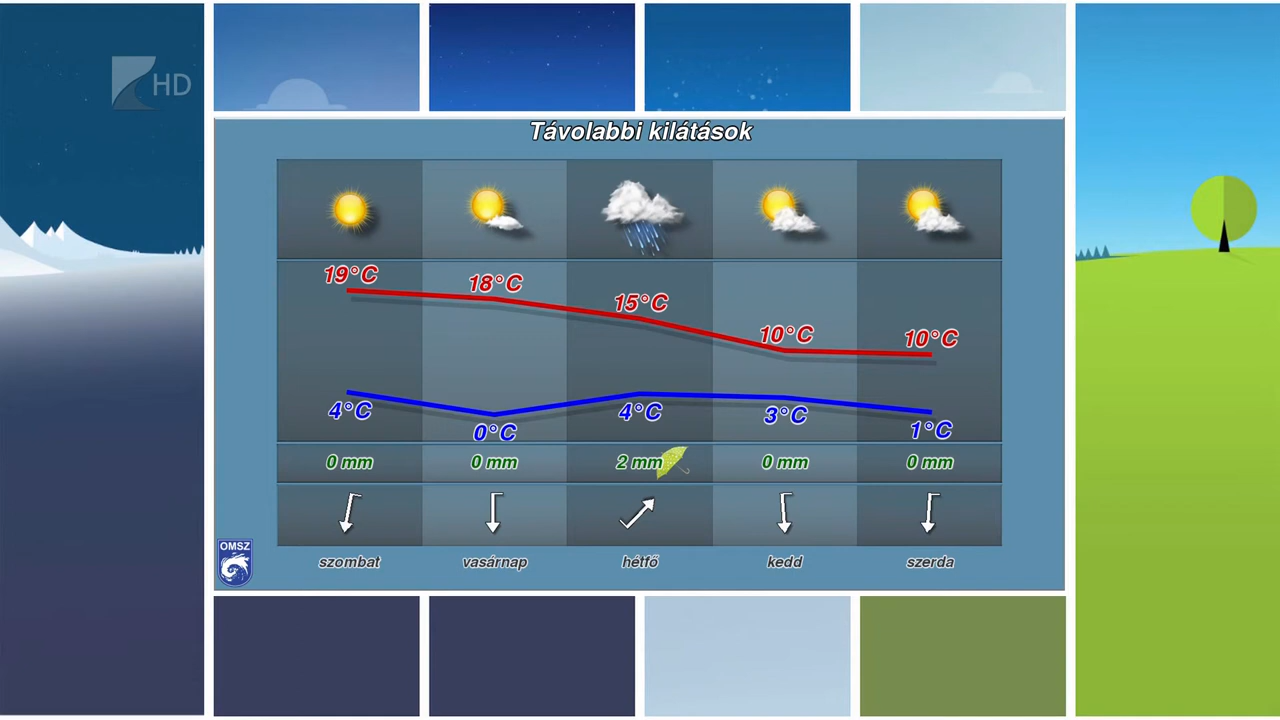 HD
Távolabbi kilátások
19°C 18°C 15°C 10°C 10°C
4°C 0°C 4°C 3°C 1°C
0 mm 0 mm 2 mm 0 mm 0 mm
OMSZ
szombat vasárnap hétfő kedd szerda